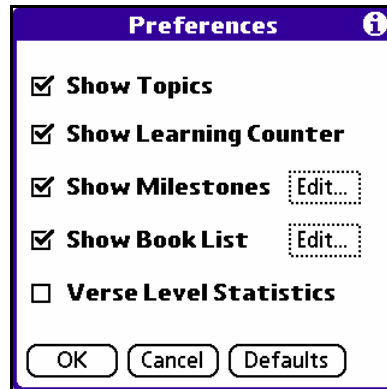 Preferences
Show Topics
Show Learning Counter
Show Milestones Edit...
Show Book List Edit...
Verse Level Statistics
OK Cancel Defaults